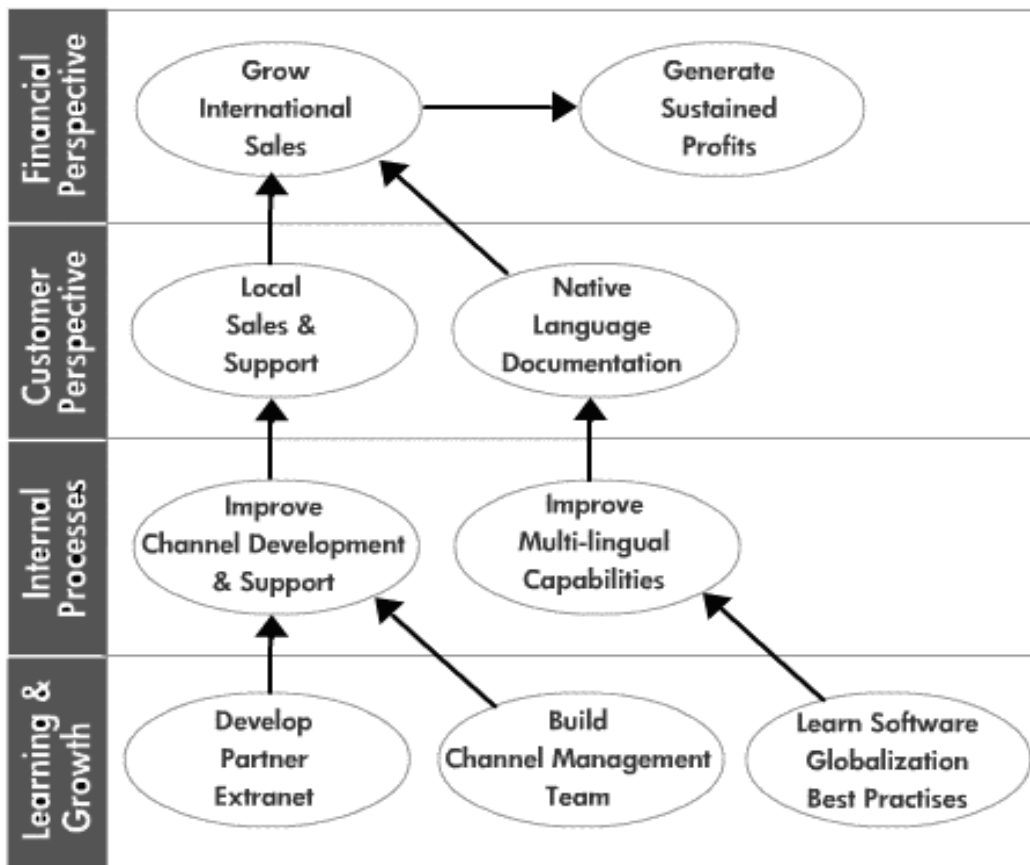 Financial
Perspective
Grow
International
Sales
Generate
Sustained
Profits
Customer
Perspective
Local
Sales &
Support
Native
Language
Documentation
Internal
Processes
Improve
Channel Development
& Support
Improve
Multi-lingual
Capabilities
Learning &
Growth
Develop
Partner
Extranet
Build
Channel Management
Team
Learn Software
Globalization
Best Practises